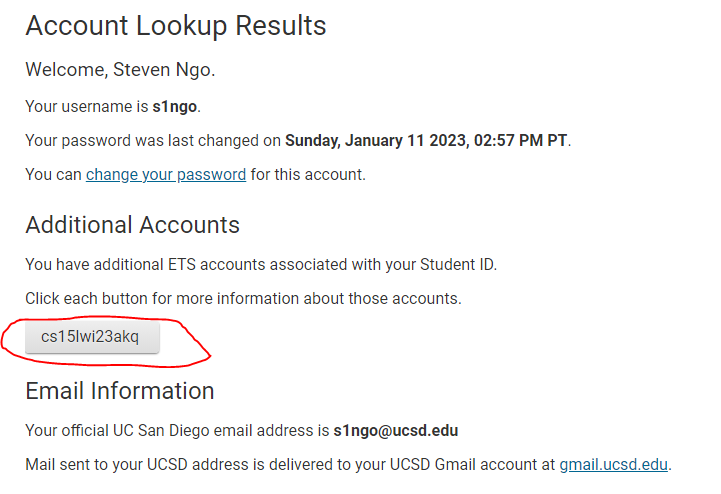 Account Lookup Results
Welcome, Steven Ngo.
Your username is s1ngo.
Your password was last changed on Sunday, January 11 2023, 02:57 PM PT.
You can change your password for this account.
Additional Accounts
You have additional ETS accounts associated with your Student ID.
Click each button for more information about those accounts.
cs15lwi23akq
Email Information
Your official UC San Diego email address is s1ngo@ucsd.edu
Mail sent to your UCSD address is delivered to your UCSD Gmail account at gmail.ucsd.edu.